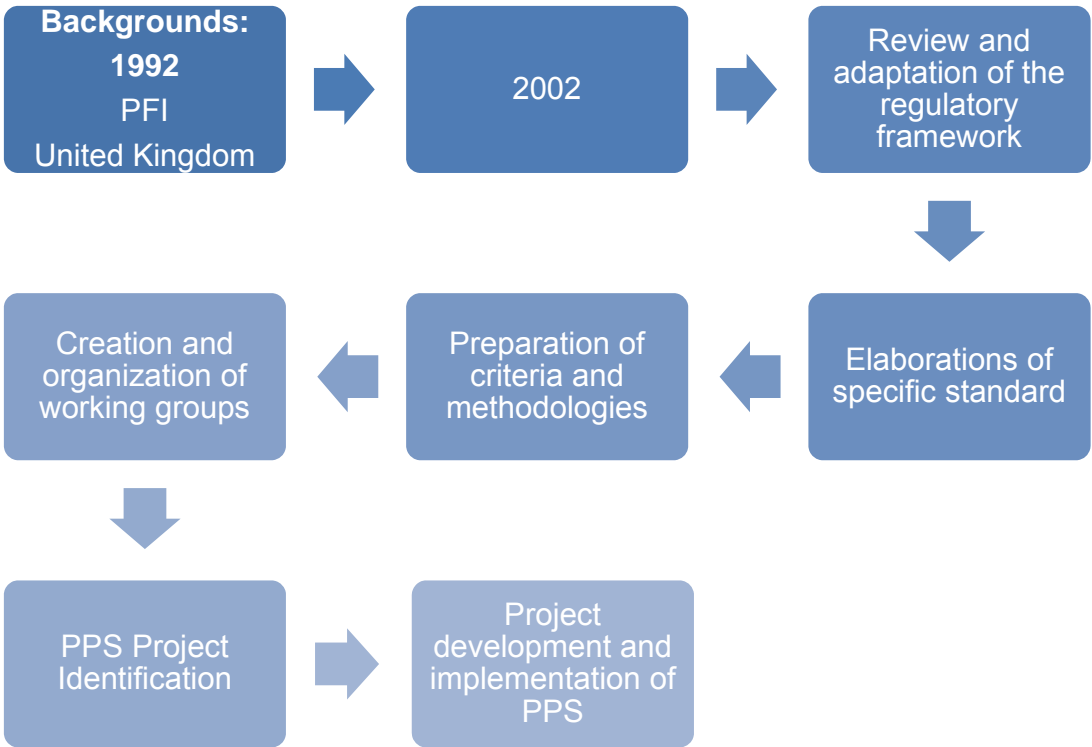 Backgrounds:
1992
PFI
United Kingdom
2002
Review and
adaptation of the
regulatory
framework
Elaborations of
specific standard
Preparation of
criteria and
methodologies
Creation and
organization of
working groups
PPS Project
Identification
Project
development and
implementation of
PPS